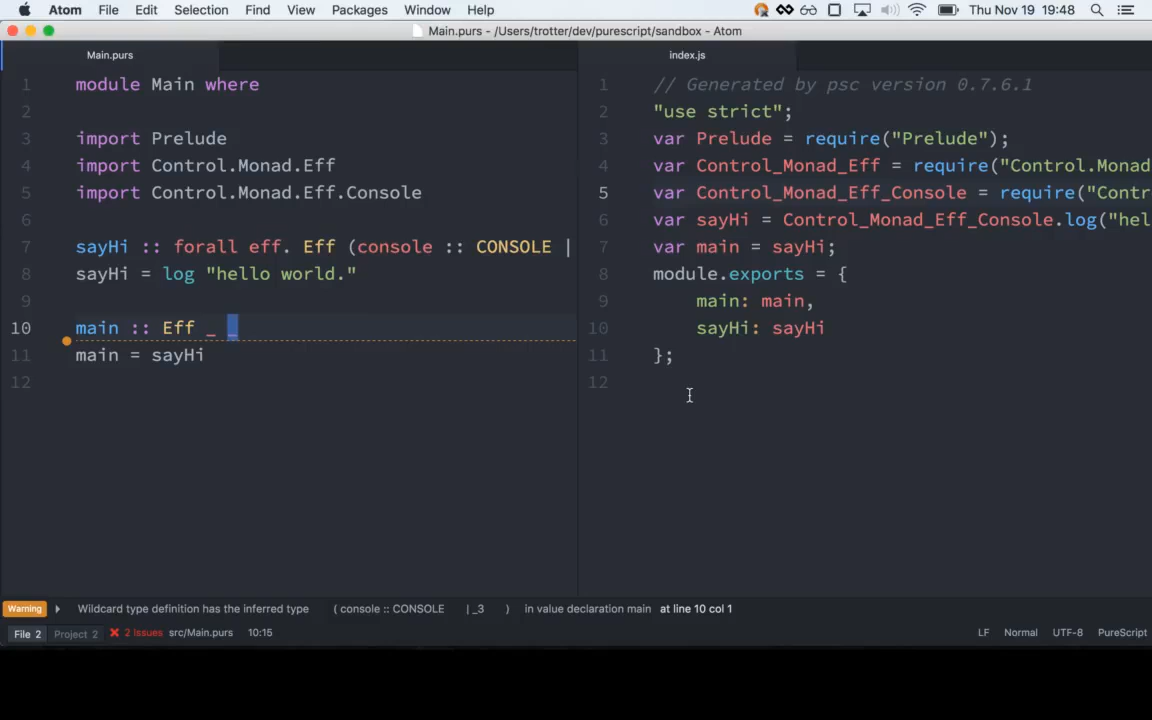 Atom File Edit Selection Find View Packages Window Help Thu Nov 19 19:48
Main.purs - /Users/trotter/dev/purescript/sandbox - Atom
Main.purs
1 module Main where
2
3 import Prelude
4 import Control.Monad.Eff
5 import Control.Monad.Eff.Console
6
7 sayHi :: forall eff. Eff (console :: CONSOLE |
8 sayHi = log "hello world."
9
10 main :: Eff _ _
11 main = sayHi
12
index.js
1 // Generated by psc version 0.7.6.1
2 "use strict";
3 var Prelude = require("Prelude");
4 var Control_Monad_Eff = require("Control.Monad
5 var Control_Monad_Eff_Console = require("Contr
6 var sayHi = Control_Monad_Eff_Console.log("hel
7 var main = sayHi;
8 module.exports = {
9 main: main,
10 sayHi: sayHi
11 };
12
Warning Wildcard type definition has the inferred type ( console :: CONSOLE | _3 ) in value declaration main at line 10 col 1
File 2 Project 2 2 Issues src/Main.purs 10:15 LF Normal UTF-8 PureScript